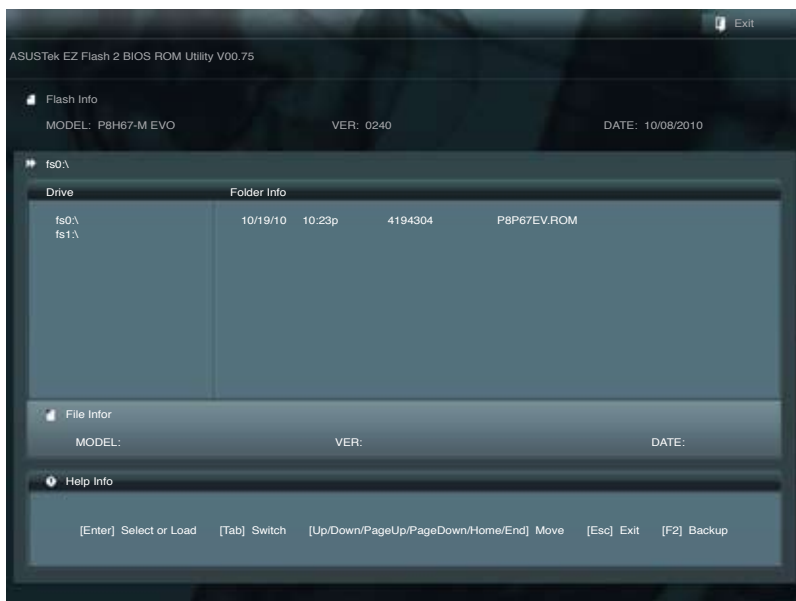 Exit
ASUSTek EZ Flash 2 BIOS ROM Utility V00.75
Flash Info
MODEL: P8H67-M EVO VER: 0240 DATE: 10/08/2010
fs0:\
Drive Folder Info
fs0:\ 10/19/10 10:23p 4194304 P8P67EV.ROM
fs1:\
File Infor
MODEL: VER: DATE:
Help Info
[Enter] Select or Load [Tab] Switch [Up/Down/PageUp/PageDown/Home/End] Move [Esc] Exit [F2] Backup